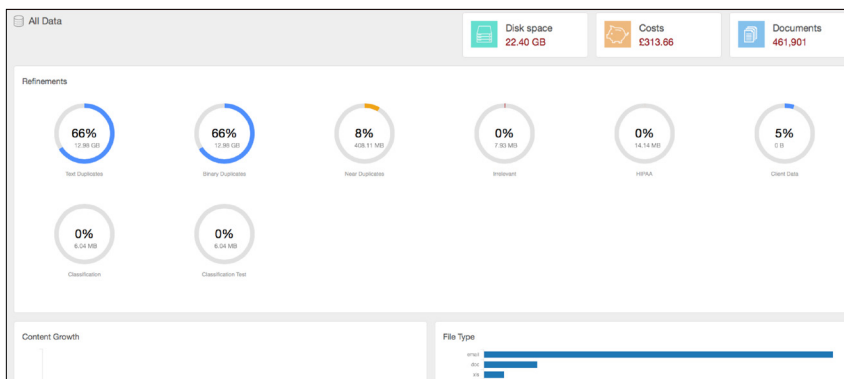 All Data
Disk space
22.40 GB
Costs
£313.66
Documents
461,901
Refinements
66%
12.98 GB
Text Duplicates
66%
12.98 GB
Binary Duplicates
8%
408.11 MB
Near Duplicates
0%
7.93 MB
Irrelevant
0%
14.14 MB
HIPAA
5%
0 B
Client Data
0%
6.04 MB
Classification
0%
6.04 MB
Classification Test
Content Growth
File Type
email
doc